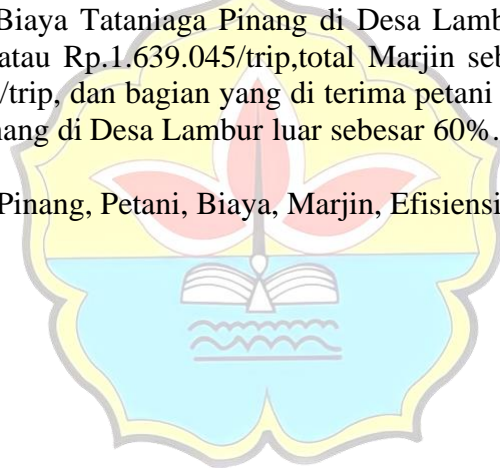 Biaya Tataniaga Pinang di Desa Lamb
atau Rp.1.639.045/trip,total Marjin seb
/trip, dan bagian yang di terima petani
nang di Desa Lambur luar sebesar 60%.
Pinang, Petani, Biaya, Marjin, Efisiensi